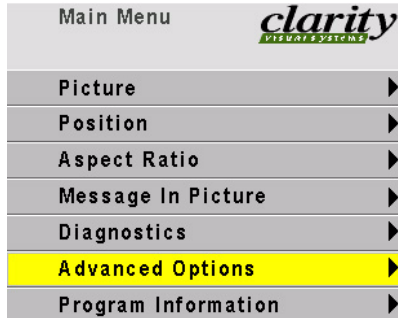 Main Menu
clarity
VISUAL SYSTEMS
Picture
Position
Aspect Ratio
Message In Picture
Diagnostics
Advanced Options
Program Information